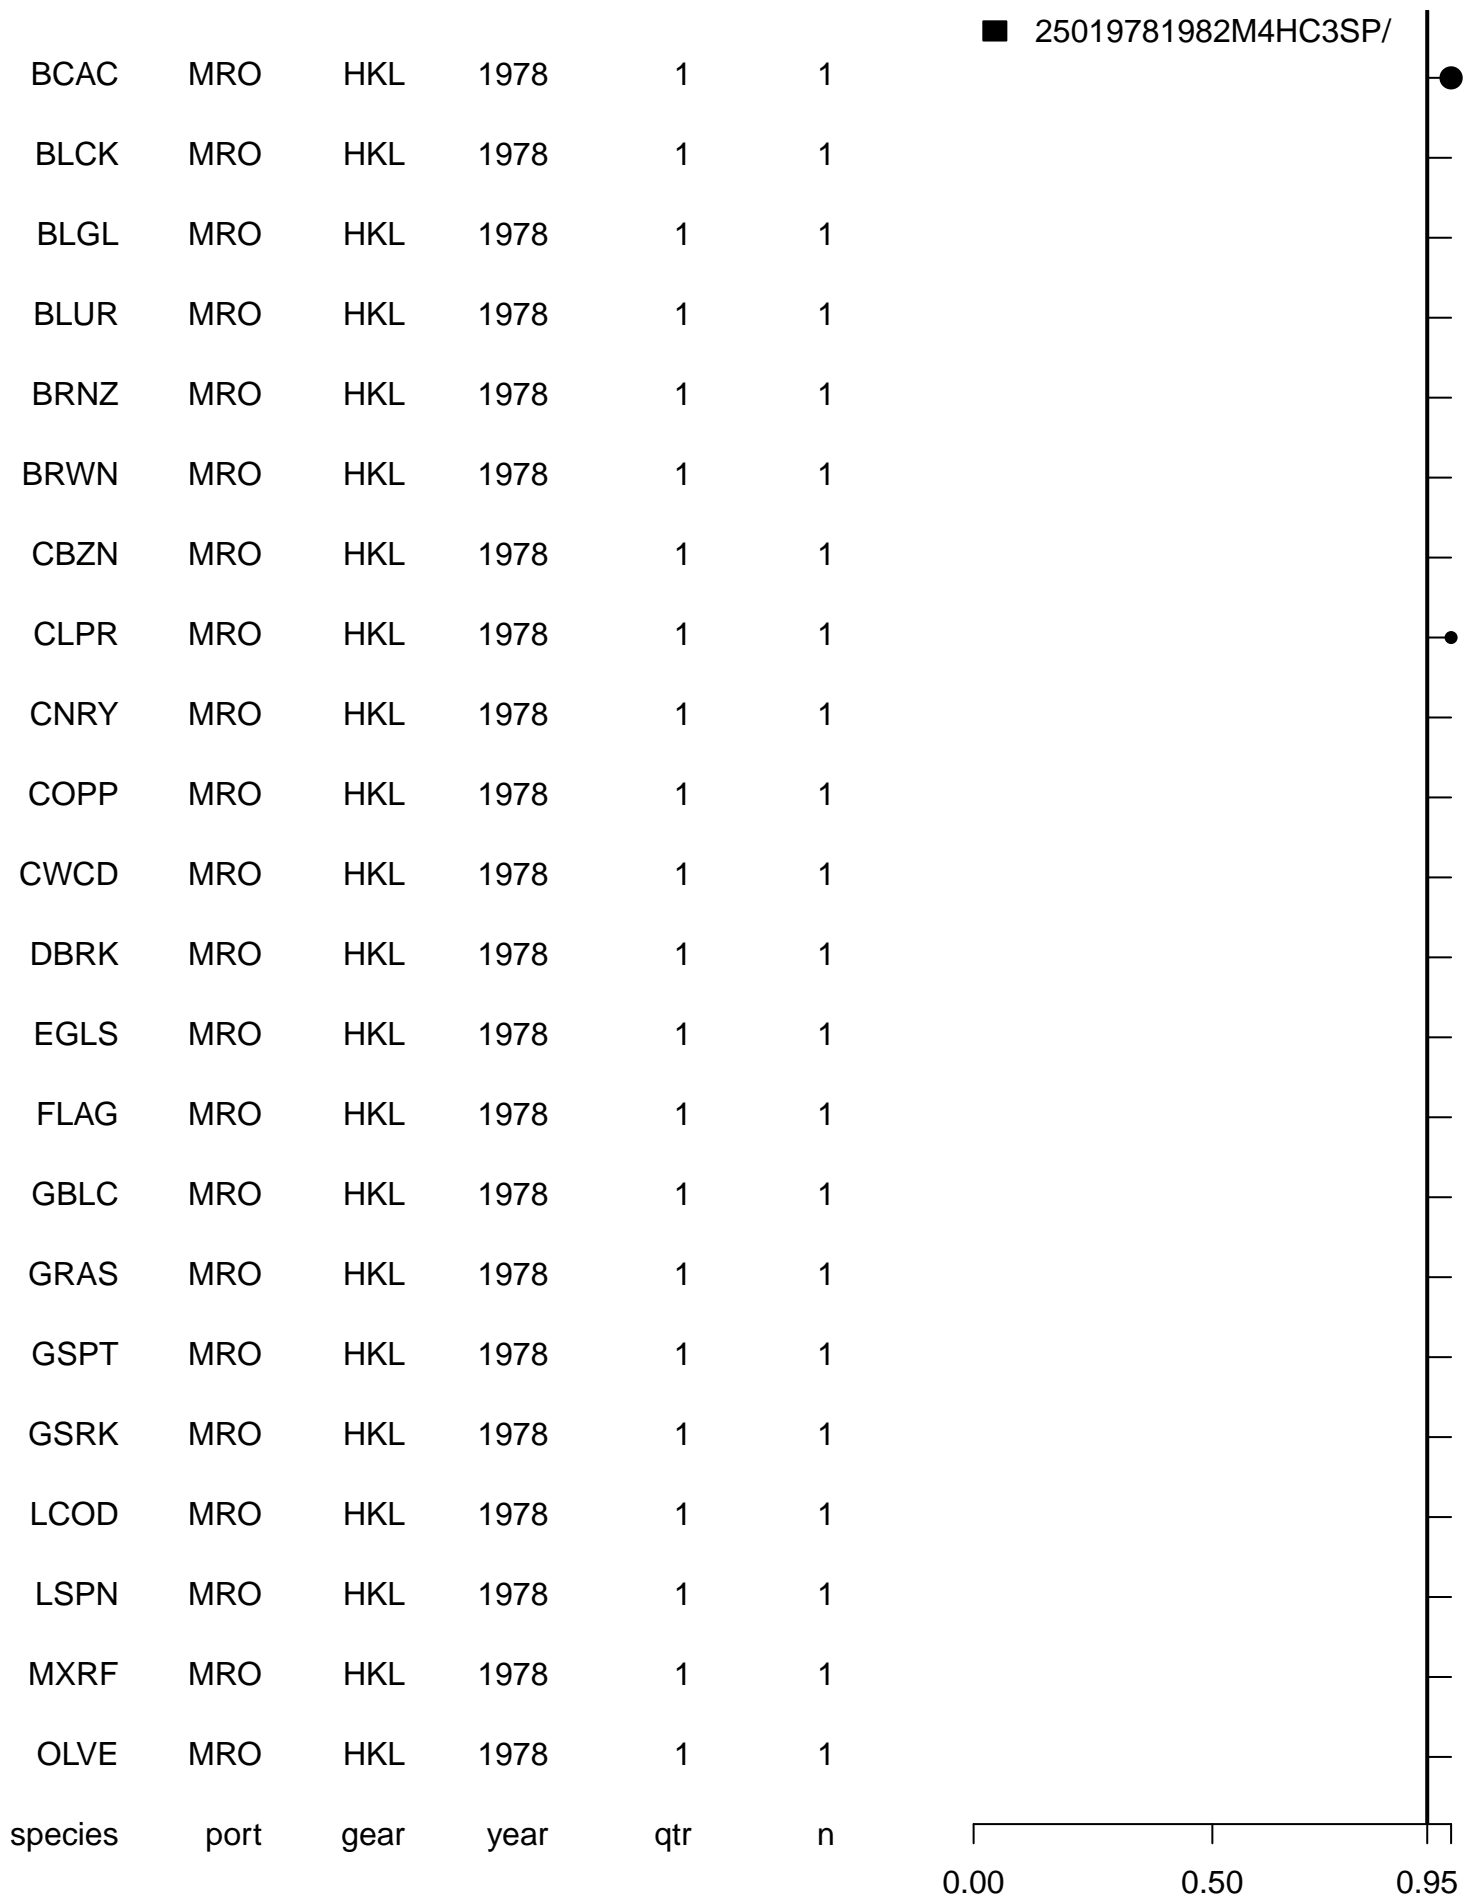 25019781982M4HC3SP/
BCAC MRO HKL 1978 1 1
BLCK MRO HKL 1978 1 1
BLGL MRO HKL 1978 1 1
BLUR MRO HKL 1978 1 1
BRNZ MRO HKL 1978 1 1
BRWN MRO HKL 1978 1 1
CBZN MRO HKL 1978 1 1
CLPR MRO HKL 1978 1 1
CNRY MRO HKL 1978 1 1
COPP MRO HKL 1978 1 1
CWCD MRO HKL 1978 1 1
DBRK MRO HKL 1978 1 1
EGLS MRO HKL 1978 1 1
FLAG MRO HKL 1978 1 1
GBLC MRO HKL 1978 1 1
GRAS MRO HKL 1978 1 1
GSPT MRO HKL 1978 1 1
GSRK MRO HKL 1978 1 1
LCOD MRO HKL 1978 1 1
LSPN MRO HKL 1978 1 1
MXRF MRO HKL 1978 1 1
OLVE MRO HKL 1978 1 1
species port gear year qtr n
0.00 0.50 0.95